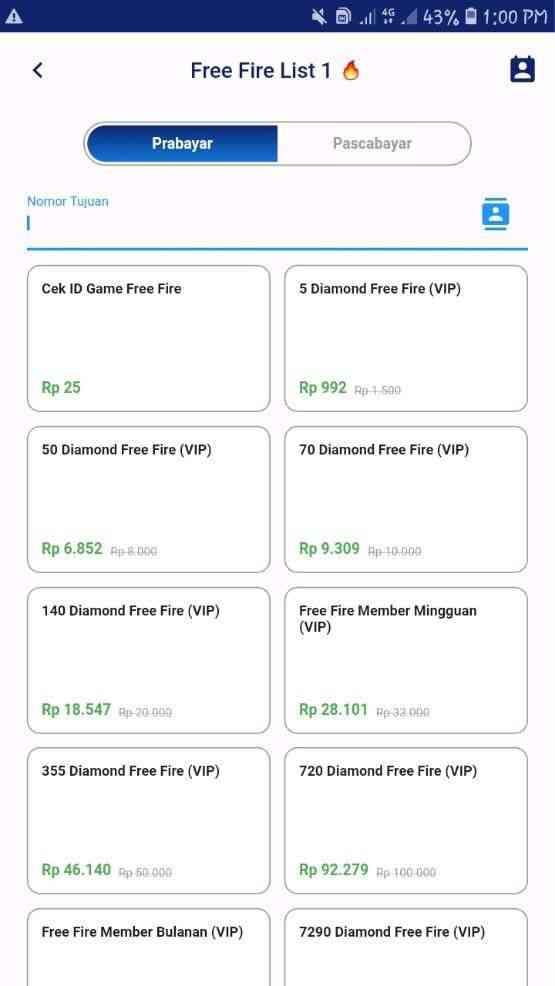 4G 43% 1:00 PM
Free Fire List 1 🔥
Prabayar
Pascabayar
Nomor Tujuan
Cek ID Game Free Fire
Rp 25
5 Diamond Free Fire (VIP)
Rp 992 Rp 1.500
50 Diamond Free Fire (VIP)
Rp 6.852 Rp 8.000
70 Diamond Free Fire (VIP)
Rp 9.309 Rp 10.000
140 Diamond Free Fire (VIP)
Rp 18.547 Rp 20.000
Free Fire Member Mingguan
(VIP)
Rp 28.101 Rp 33.000
355 Diamond Free Fire (VIP)
Rp 46.140 Rp 50.000
720 Diamond Free Fire (VIP)
Rp 92.279 Rp 100.000
Free Fire Member Bulanan (VIP)
7290 Diamond Free Fire (VIP)